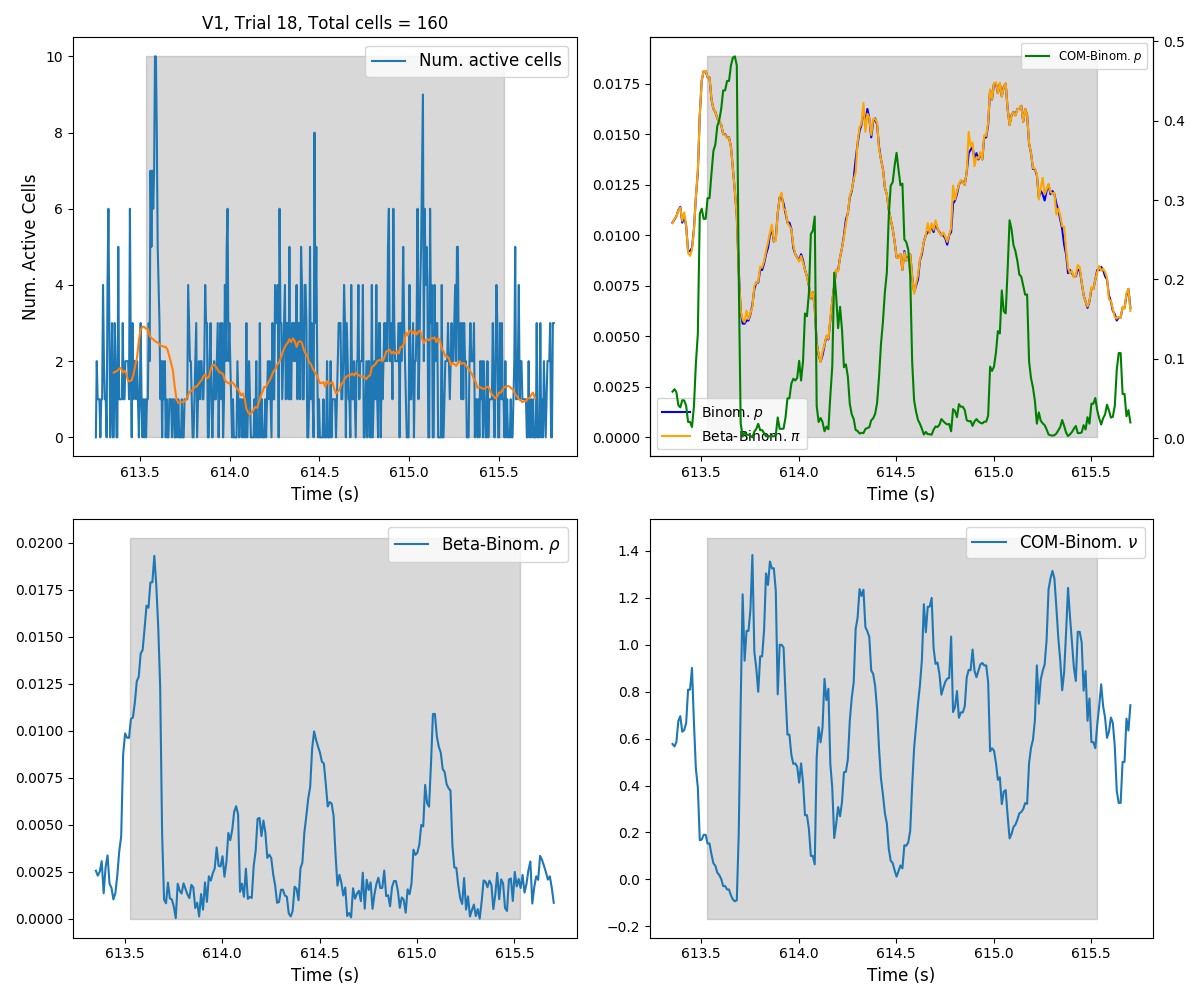 V1, Trial 18, Total cells = 160
Num. active cells
Num. Active Cells
10
8
6
4
2
0
613.5 614.0 614.5 615.0 615.5
Time (s)
COM-Binom. p
Binom. p
Beta-Binom. π
0.0175
0.0150
0.0125
0.0100
0.0075
0.0050
0.0025
0.0000
0.5
0.4
0.3
0.2
0.1
0.0
613.5 614.0 614.5 615.0 615.5
Time (s)
Beta-Binom. ρ
0.0200
0.0175
0.0150
0.0125
0.0100
0.0075
0.0050
0.0025
0.0000
613.5 614.0 614.5 615.0 615.5
Time (s)
COM-Binom. ν
1.4
1.2
1.0
0.8
0.6
0.4
0.2
0.0
−0.2
613.5 614.0 614.5 615.0 615.5
Time (s)